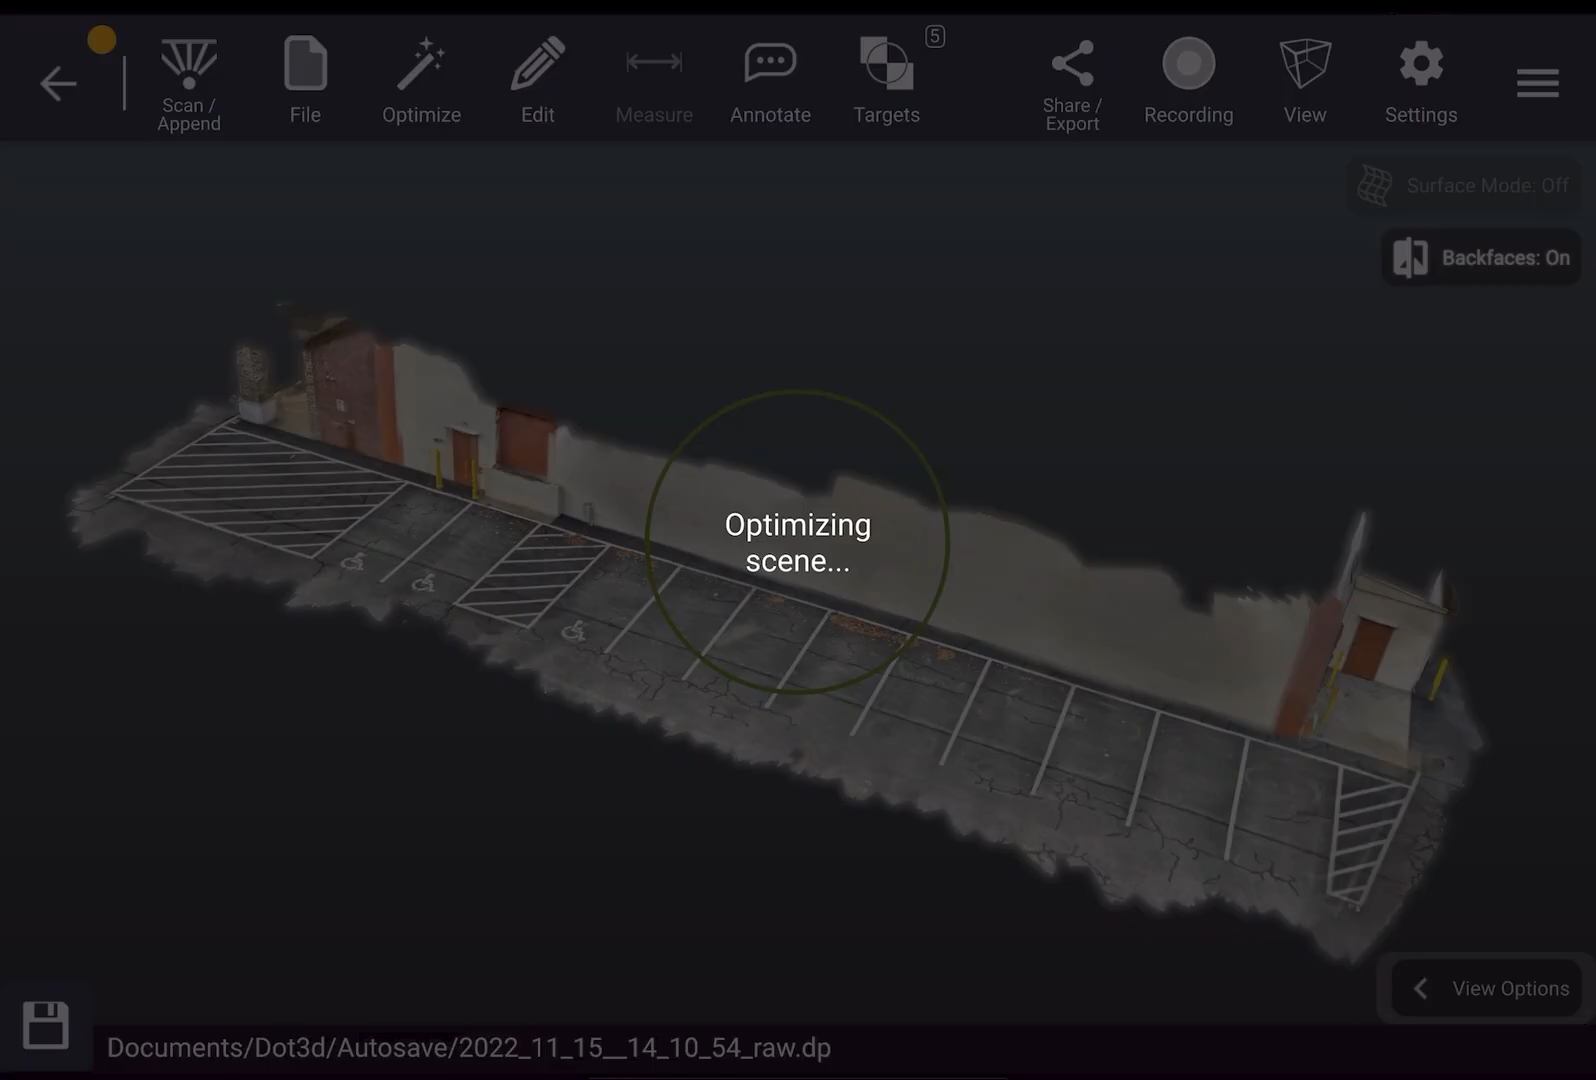 5
Scan /
Append
File
Optimize
Edit
Measure
Annotate
Targets
Share /
Export
Recording
View
Settings
Surface Mode: Off
Backfaces: On
Optimizing
scene...
View Options
Documents/Dot3d/Autosave/2022_11_15__14_10_54_raw.dp